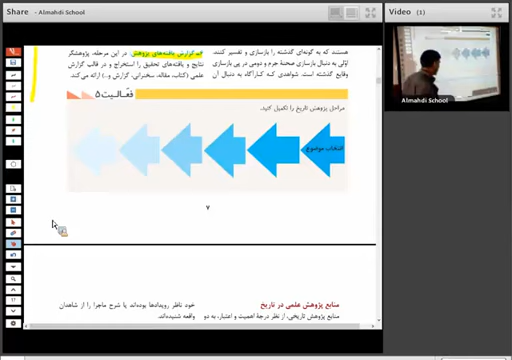 Share
Video (1)
هستند که به گونه‌ای گذشته را بازسازی و تفسیر کنند.
اوّلی به دنبال بازسازی صحنهٔ جرم و دومی در پی بازسازی
وقایع گذشته است. شواهدی که کارآگاه به دنبال آن
گزارش یافته‌های پژوهش: در این مرحله، پژوهشگر
نتایج و یافته‌های تحقیق را استخراج و در قالب گزارش
علمی (کتاب، مقاله، سخنرانی، گزارش و...) ارائه می‌کند.
فعّالیت ۵
مراحل پژوهش تاریخ را تکمیل کنید.
انتخاب موضوع
۷
منابع پژوهش علمی در تاریخ
منابع پژوهش تاریخی، از نظر درجهٔ اهمیت و اعتبار، به دو
خود ناظر رویدادها بوده‌اند یا شرح ماجرا را از شاهدان
واقعه شنیده‌اند.
Almahdi School